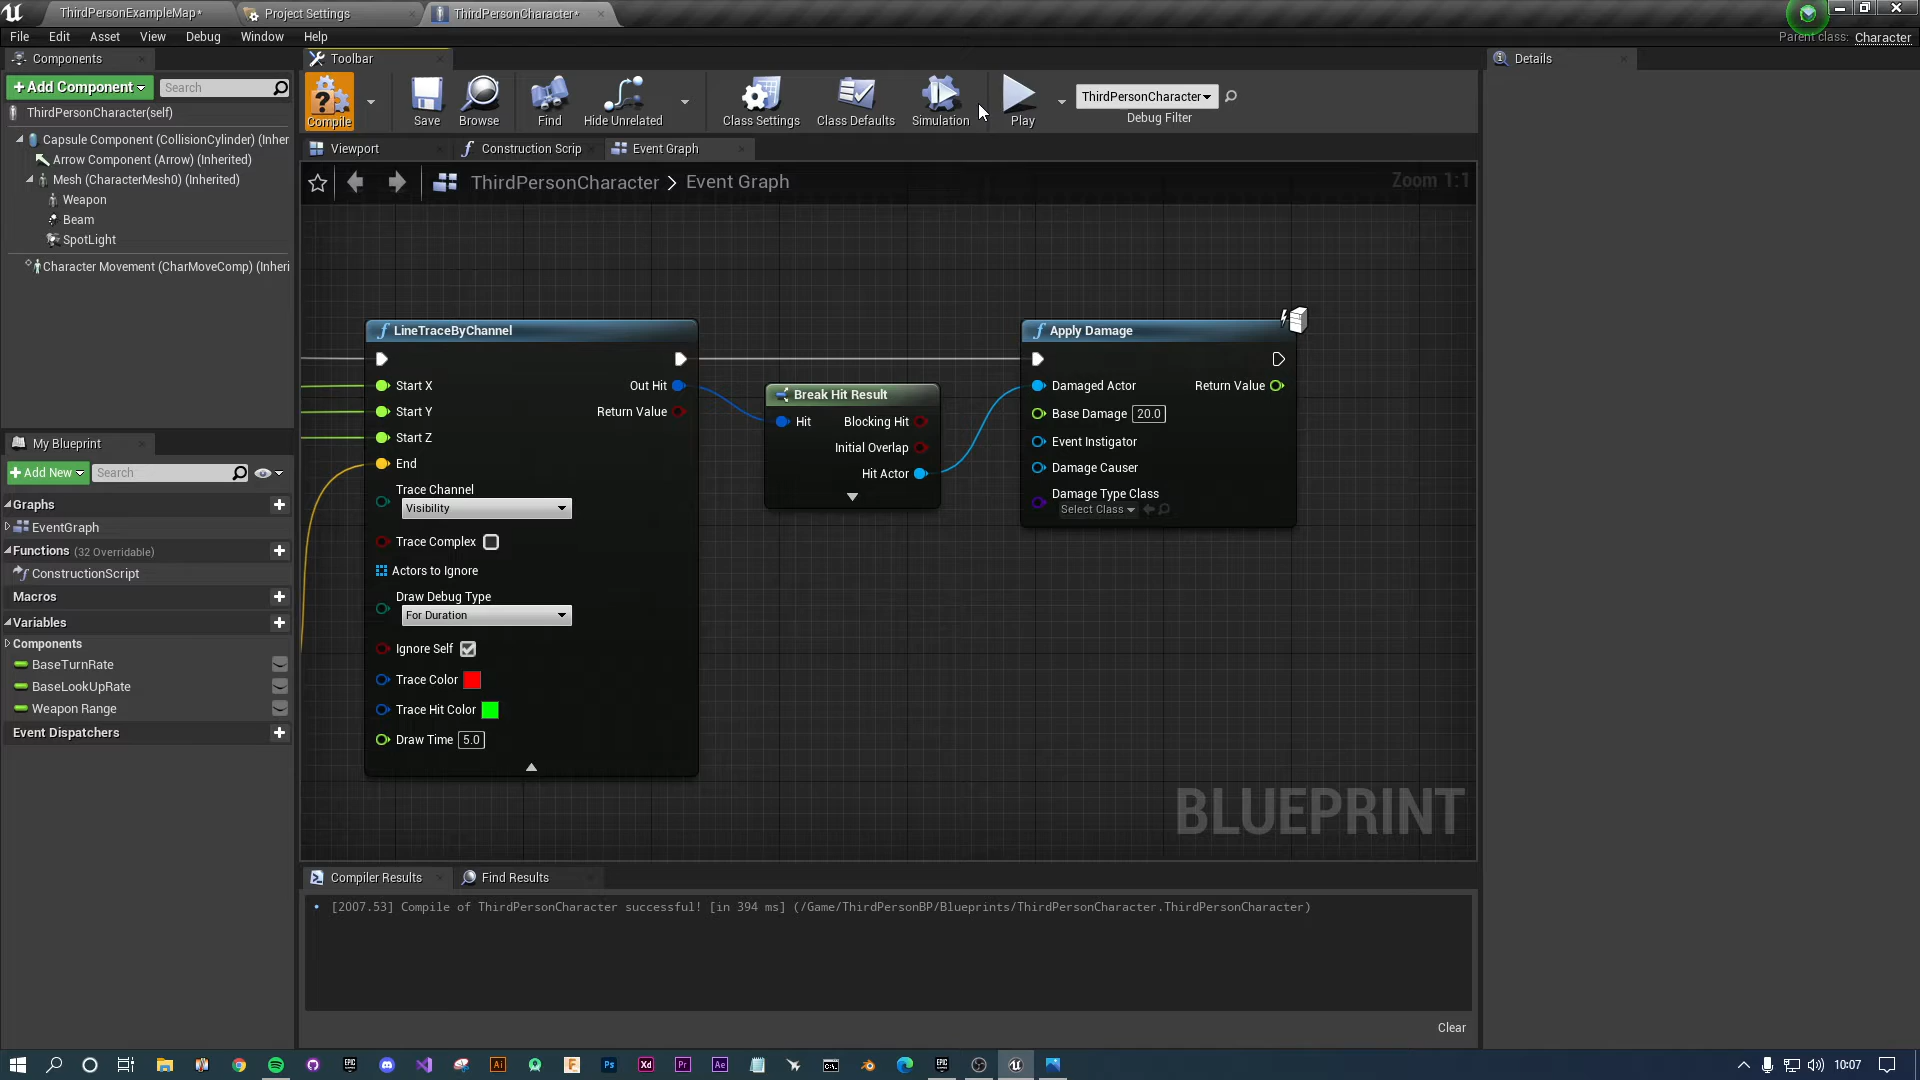 ThirdPersonExampleMap*
Project Settings
ThirdPersonCharacter*
File Edit Asset View Debug Window Help
Parent class: Character
Components
Toolbar
Details
+Add Component
Search
ThirdPersonCharacter(self)
Capsule Component (CollisionCylinder) (Inher
Arrow Component (Arrow) (Inherited)
Mesh (CharacterMesh0) (Inherited)
Weapon
Beam
SpotLight
Character Movement (CharMoveComp) (Inheri
Compile
Save
Browse
Find
Hide Unrelated
Class Settings
Class Defaults
Simulation
Play
ThirdPersonCharacter
Debug Filter
Viewport
Construction Scrip
Event Graph
ThirdPersonCharacter > Event Graph
Zoom 1:1
My Blueprint
+Add New
Search
Graphs
EventGraph
Functions (32 Overridable)
ConstructionScript
Macros
Variables
Components
BaseTurnRate
BaseLookUpRate
Weapon Range
Event Dispatchers
LineTraceByChannel
Start X
Out Hit
Start Y
Return Value
Start Z
End
Trace Channel
Visibility
Trace Complex
Actors to Ignore
Draw Debug Type
For Duration
Ignore Self
Trace Color
Trace Hit Color
Draw Time 5.0
Break Hit Result
Hit
Blocking Hit
Initial Overlap
Hit Actor
Apply Damage
Damaged Actor
Return Value
Base Damage 20.0
Event Instigator
Damage Causer
Damage Type Class
Select Class
BLUEPRINT
Compiler Results
Find Results
[2007.53] Compile of ThirdPersonCharacter successful! [in 394 ms] (/Game/ThirdPersonBP/Blueprints/ThirdPersonCharacter.ThirdPersonCharacter)
Clear
EPIC
Ai
F
Ps
Xd
Pr
Ae
C:\
EPIC
10:07